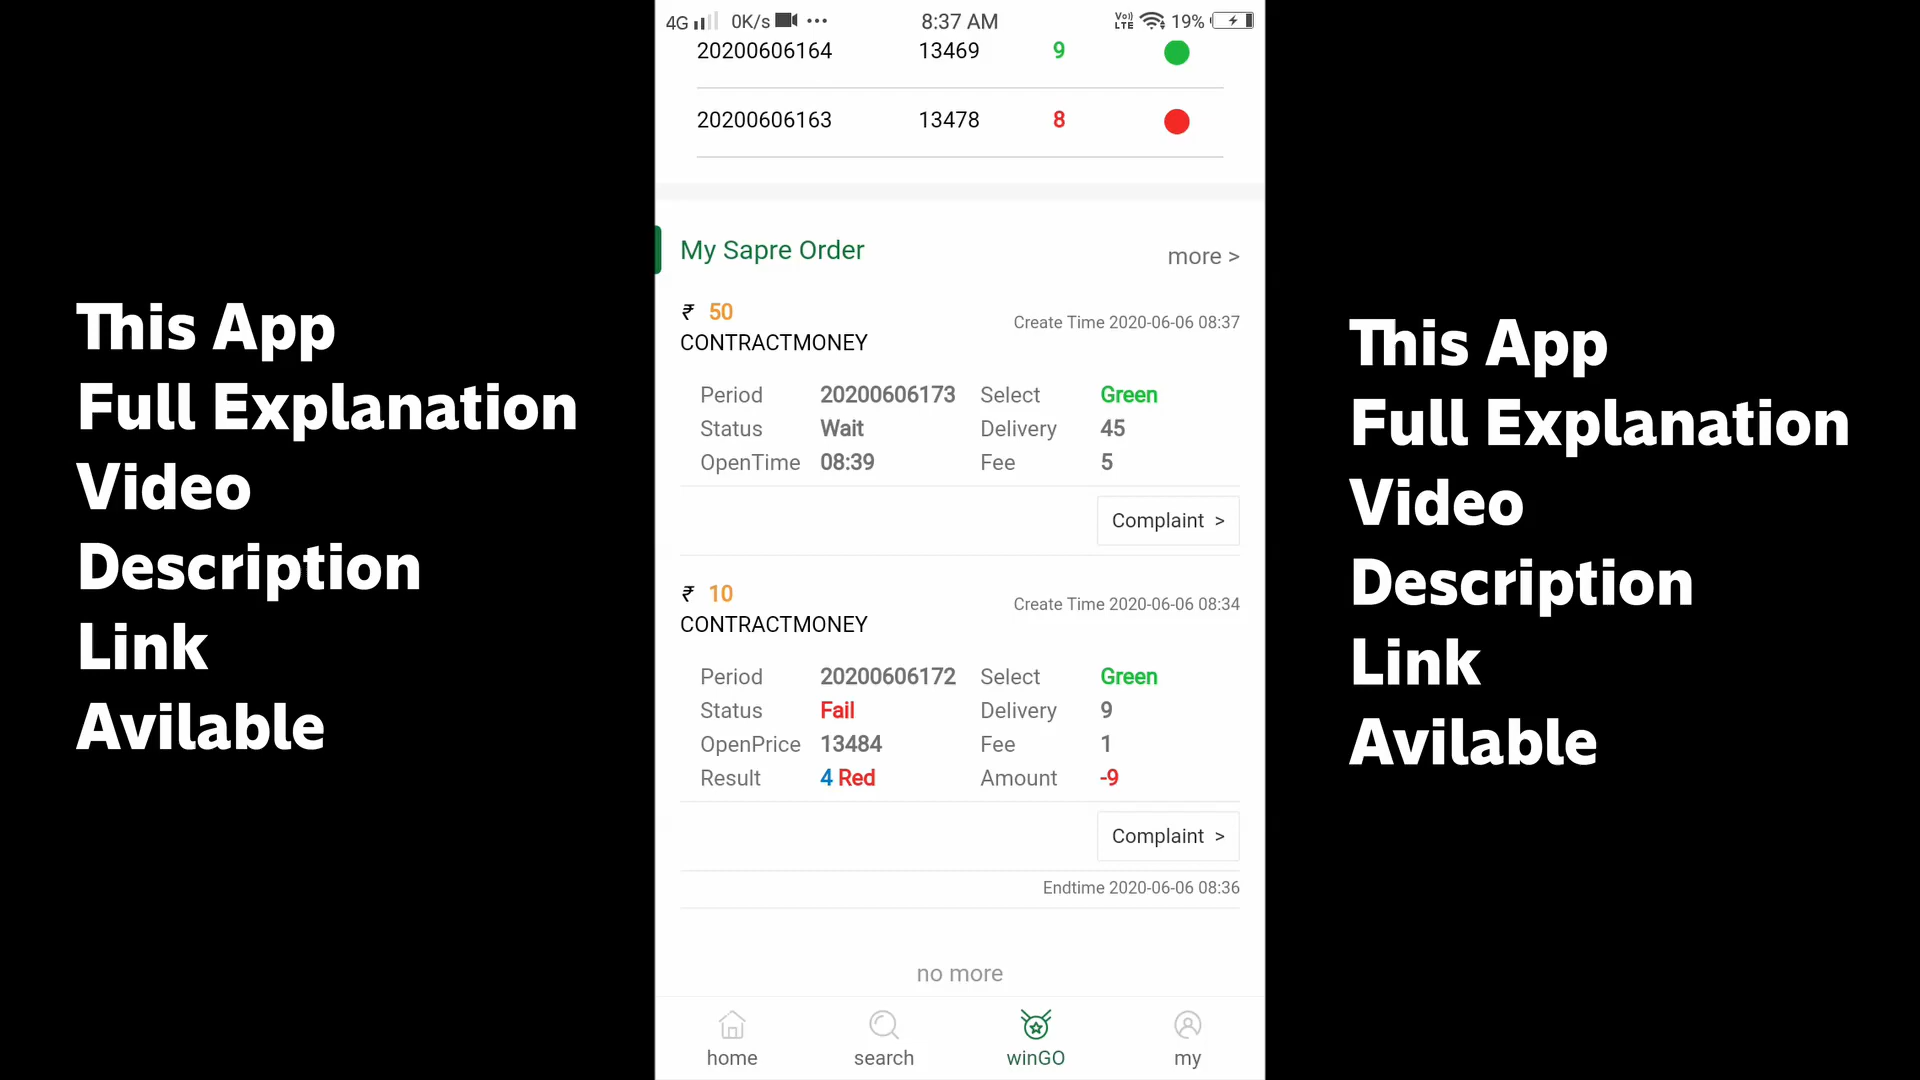 4G 0K/s ••• 8:37 AM Vo)) LTE 19%
20200606164 13469 9
20200606163 13478 8
My Sapre Order more >
₹ 50
CONTRACTMONEY Create Time 2020-06-06 08:37
Period 20200606173 Select Green
Status Wait Delivery 45
OpenTime 08:39 Fee 5
Complaint >
₹ 10
CONTRACTMONEY Create Time 2020-06-06 08:34
Period 20200606172 Select Green
Status Fail Delivery 9
OpenPrice 13484 Fee 1
Result 4 Red Amount -9
Complaint >
Endtime 2020-06-06 08:36
no more
home search winGO my
This App
Full Explanation
Video
Description
Link
Avilable
This App
Full Explanation
Video
Description
Link
Avilable